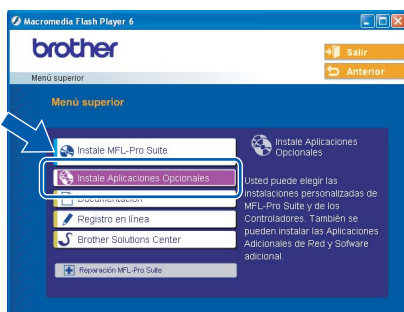 Macromedia Flash Player 6
brother
Salir
Anterior
Menú superior
Menú superior
Instale MFL-Pro Suite
Instale Aplicaciones Opcionales
Documentación
Registro en línea
Brother Solutions Center
Reparación MFL-Pro Suite
Instale Aplicaciones
Opcionales
Usted puede elegir las
instalaciones personalizadas de
MFL-Pro Suite y de los
Controladores. También se
pueden instalar las Aplicaciones
Adicionales de Red y Sofware
adicional.